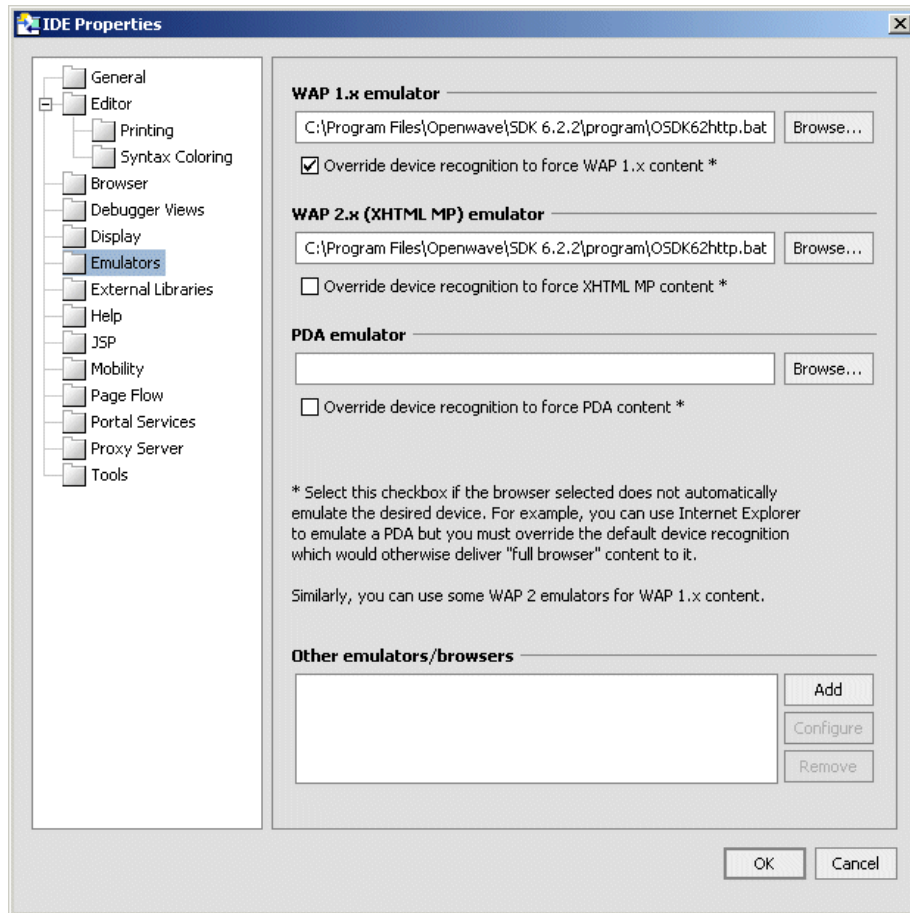 IDE Properties
General
Editor
Printing
Syntax Coloring
Browser
Debugger Views
Display
Emulators
External Libraries
Help
JSP
Mobility
Page Flow
Portal Services
Proxy Server
Tools
WAP 1.x emulator
C:\Program Files\Openwave\SDK 6.2.2\program\OSDK62http.bat Browse...
Override device recognition to force WAP 1.x content *
WAP 2.x (XHTML MP) emulator
C:\Program Files\Openwave\SDK 6.2.2\program\OSDK62http.bat Browse...
Override device recognition to force XHTML MP content *
PDA emulator
Browse...
Override device recognition to force PDA content *
* Select this checkbox if the browser selected does not automatically
emulate the desired device. For example, you can use Internet Explorer
to emulate a PDA but you must override the default device recognition
which would otherwise deliver "full browser" content to it.
Similarly, you can use some WAP 2 emulators for WAP 1.x content.
Other emulators/browsers
Add
Configure
Remove
OK Cancel